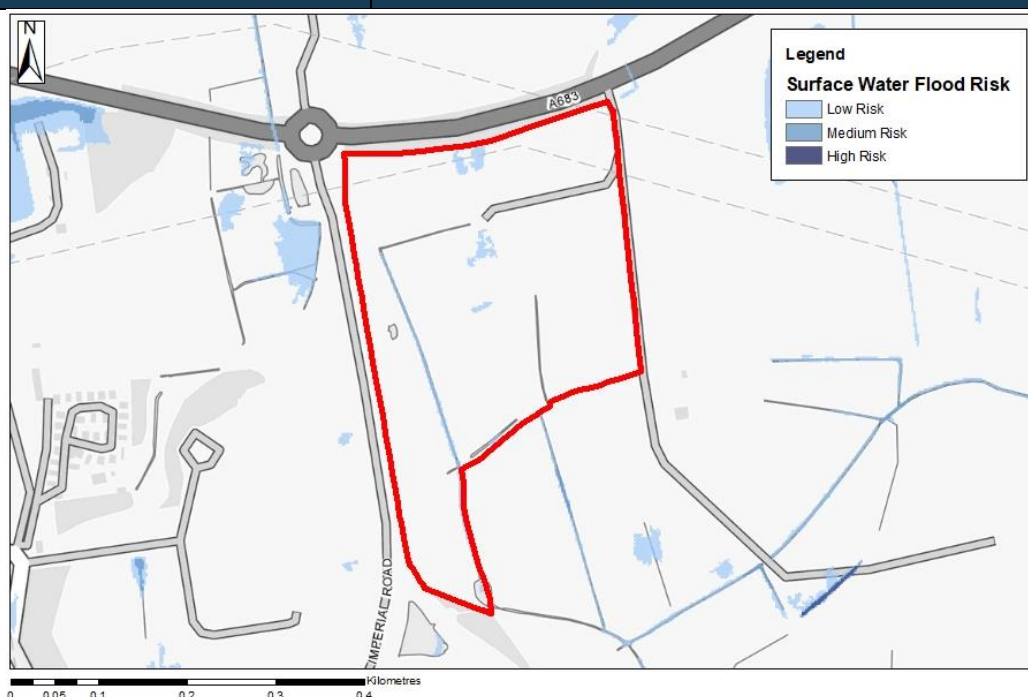 N
Legend
Surface Water Flood Risk
Low Risk
Medium Risk
High Risk
A683
IMPERIAL ROAD
Kilometres
0 0.05 0.1 0.2 0.3 0.4